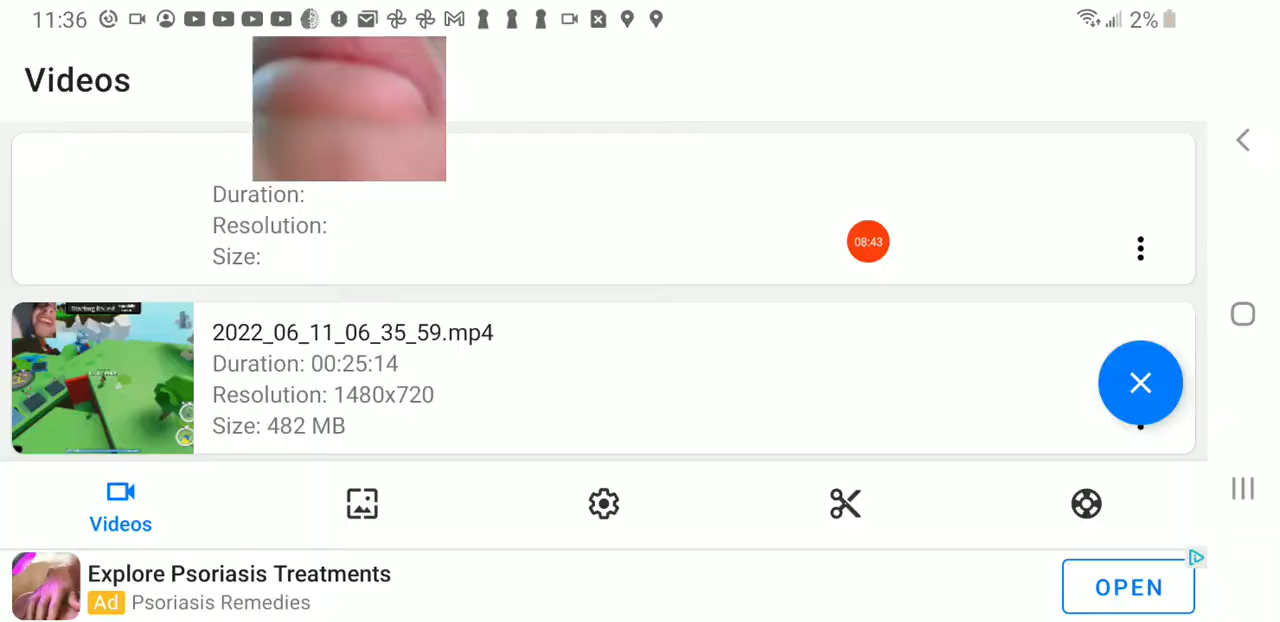 11:36
2%
Videos
Duration:
Resolution:
Size:
08:43
2022_06_11_06_35_59.mp4
Duration: 00:25:14
Resolution: 1480x720
Size: 482 MB
Videos
Explore Psoriasis Treatments
Ad Psoriasis Remedies
OPEN